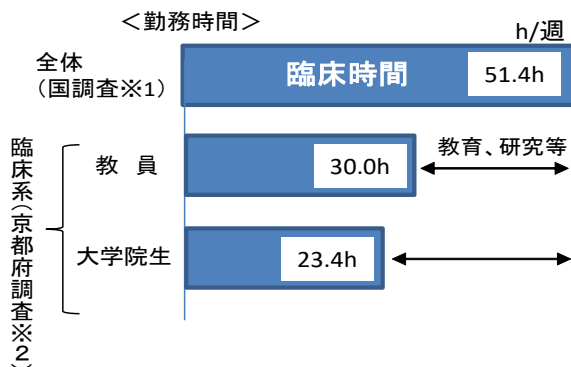 ＜勤務時間＞
h/週
全体
（国調査※1）
臨床時間
51.4h
臨床系（京都府調査※２）
教　員
30.0h
教育、研究等
大学院生
23.4h